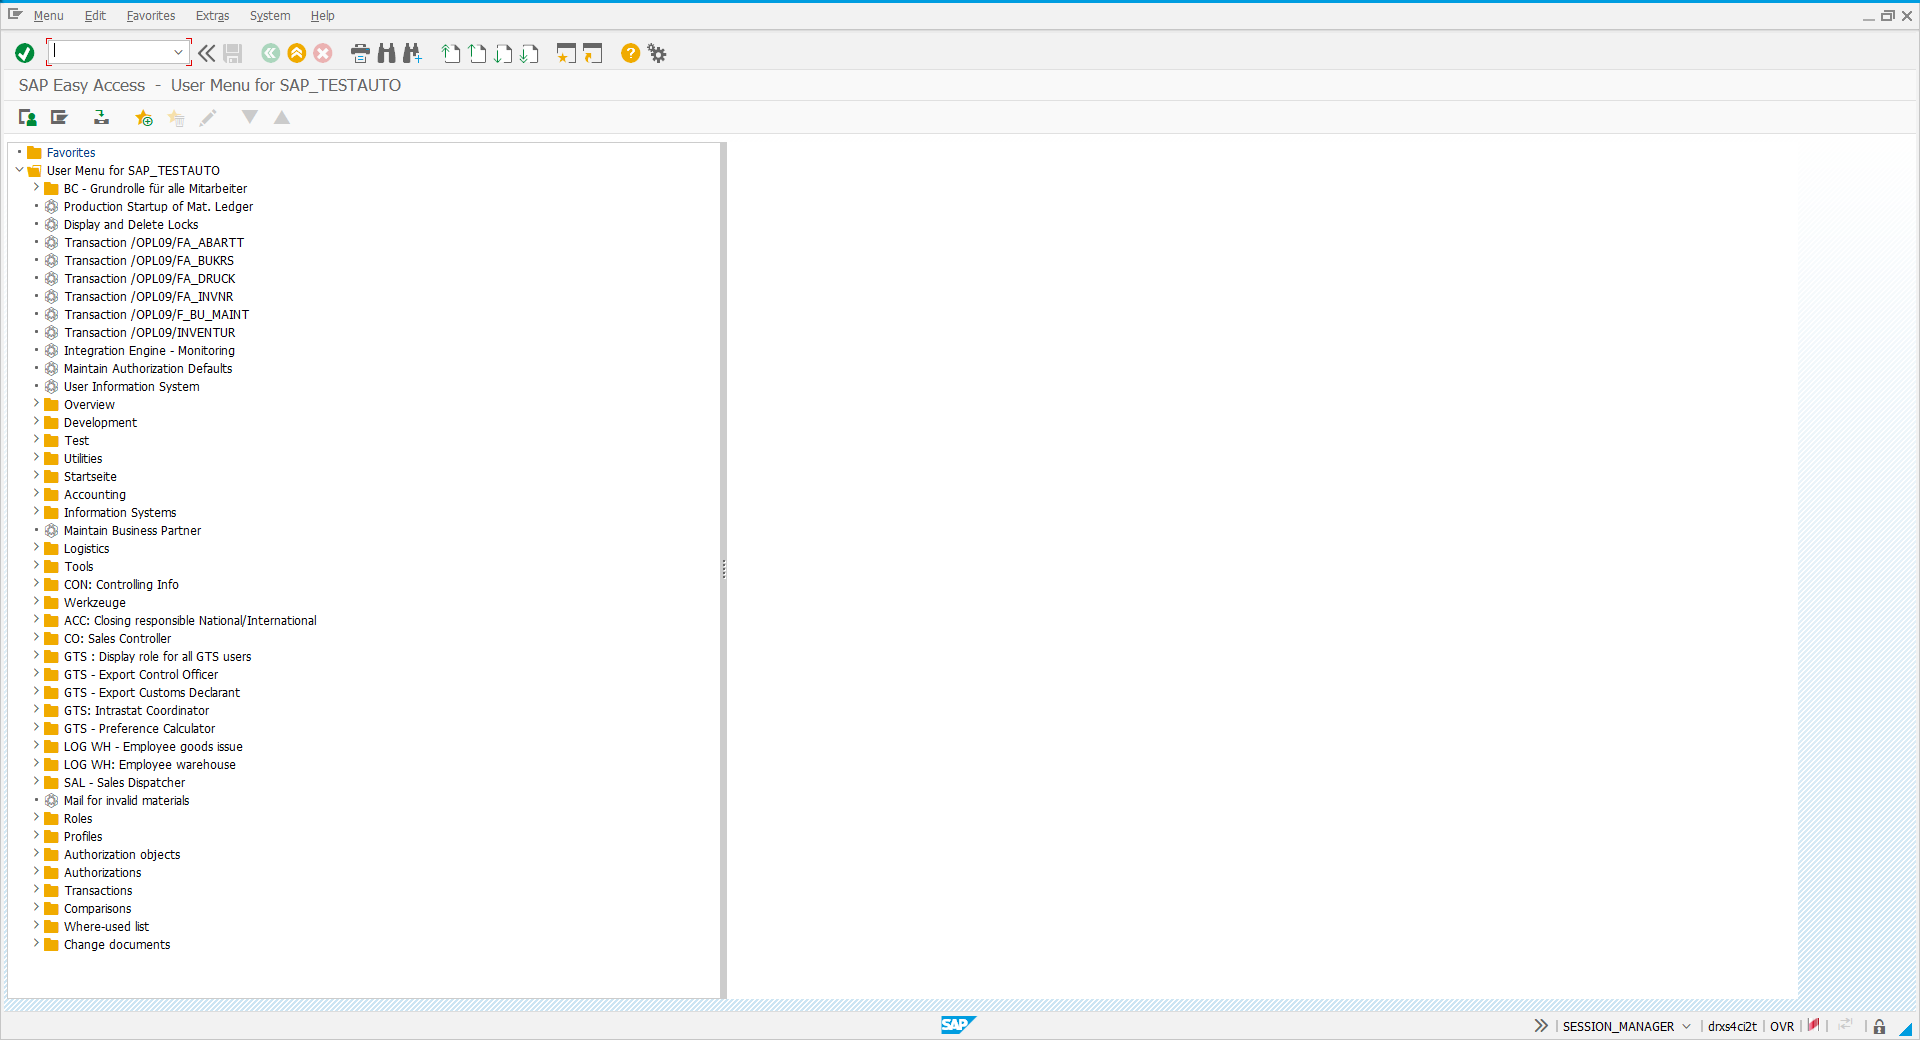 Menu Edit Favorites Extras System Help
SAP Easy Access - User Menu for SAP_TESTAUTO
Favorites
User Menu for SAP_TESTAUTO
BC - Grundrolle für alle Mitarbeiter
Production Startup of Mat. Ledger
Display and Delete Locks
Transaction /OPL09/FA_ABARTT
Transaction /OPL09/FA_BUKRS
Transaction /OPL09/FA_DRUCK
Transaction /OPL09/FA_INVNR
Transaction /OPL09/F_BU_MAINT
Transaction /OPL09/INVENTUR
Integration Engine - Monitoring
Maintain Authorization Defaults
User Information System
Overview
Development
Test
Utilities
Startseite
Accounting
Information Systems
Maintain Business Partner
Logistics
Tools
CON: Controlling Info
Werkzeuge
ACC: Closing responsible National/International
CO: Sales Controller
GTS : Display role for all GTS users
GTS - Export Control Officer
GTS - Export Customs Declarant
GTS: Intrastat Coordinator
GTS - Preference Calculator
LOG WH - Employee goods issue
LOG WH: Employee warehouse
SAL - Sales Dispatcher
Mail for invalid materials
Roles
Profiles
Authorization objects
Authorizations
Transactions
Comparisons
Where-used list
Change documents
SAP SESSION_MANAGER drxs4ci2t OVR